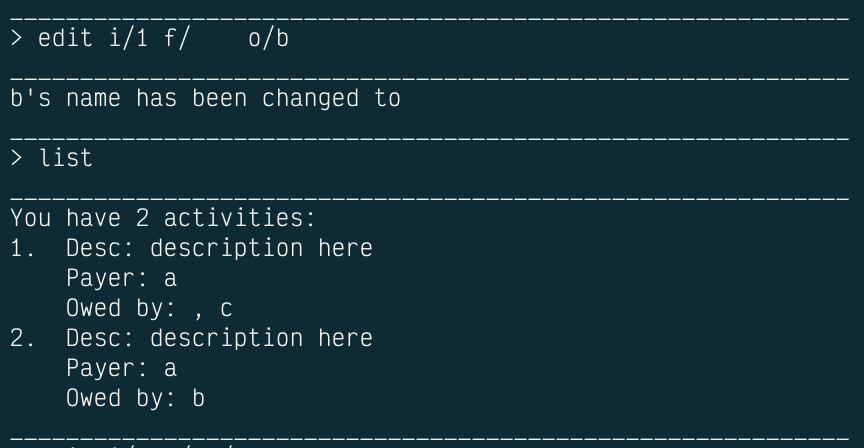 > edit i/1 f/    o/b
b's name has been changed to
> list
You have 2 activities:
1.  Desc: description here
    Payer: a
    Owed by: , c
2.  Desc: description here
    Payer: a
    Owed by: b